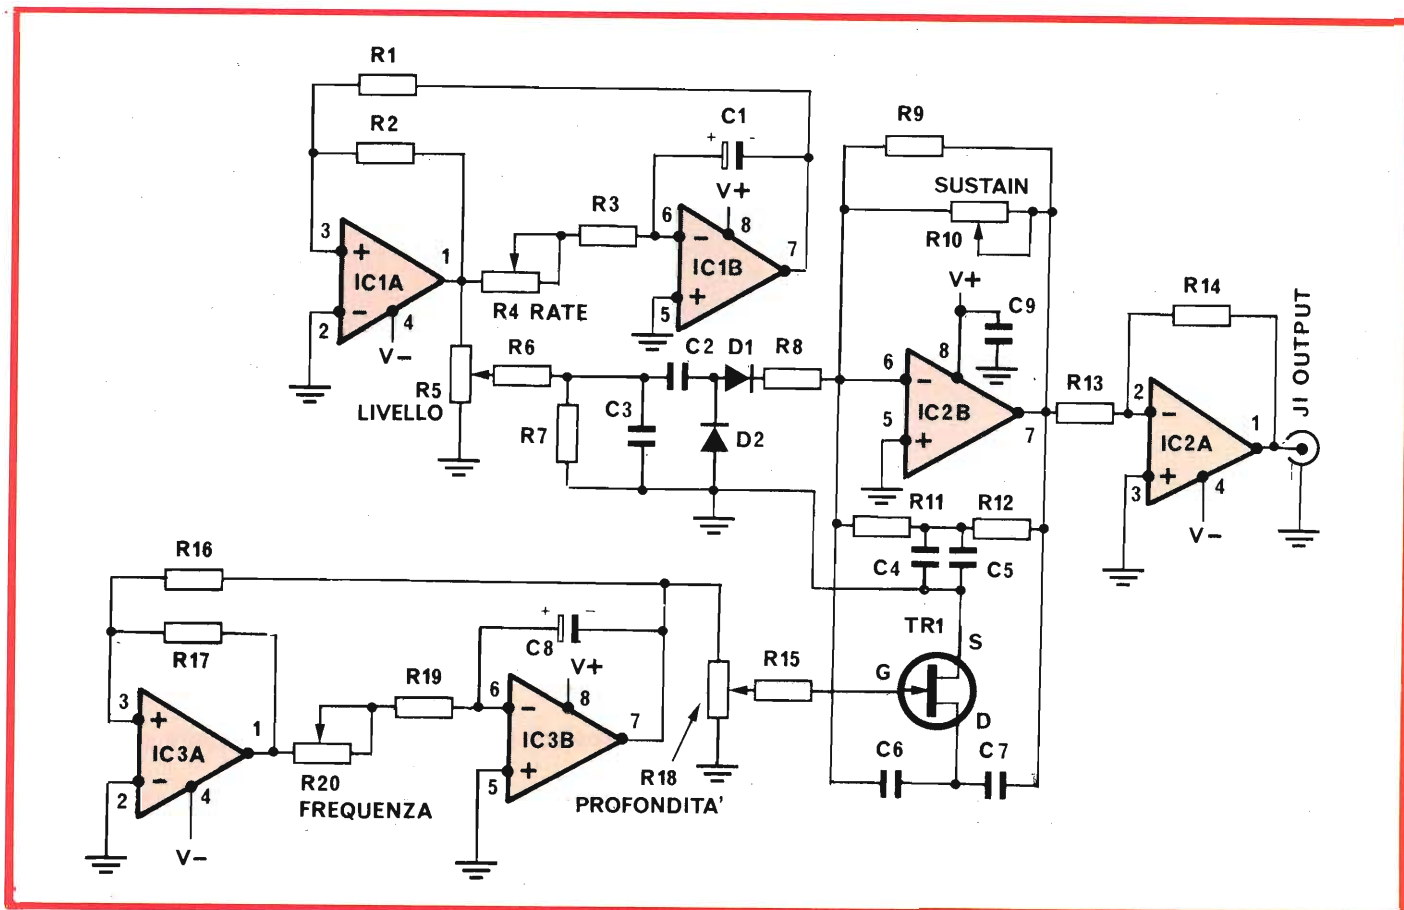 R1
R2
C1
+ -
V+
R3
6
8
3
+
1
IC1A
-
2
4
V-
R4 RATE
-
IC1B
+
7
5
R9
SUSTAIN
R10
V+
C9
R14
JI OUTPUT
R5
LIVELLO
R6
C2
D1
R8
R7
C3
D2
6
8
-
5
IC2B
+
7
R13
2
-
IC2A
1
+
3
4
V-
R11
R12
C4
C5
TR1
S
G
D
C6
C7
R16
R17
+ -
C8
V+
R19
6
8
3
+
1
IC3A
-
2
4
V-
R20
FREQUENZA
-
IC3B
7
+
5
R18
PROFONDITA'
R15